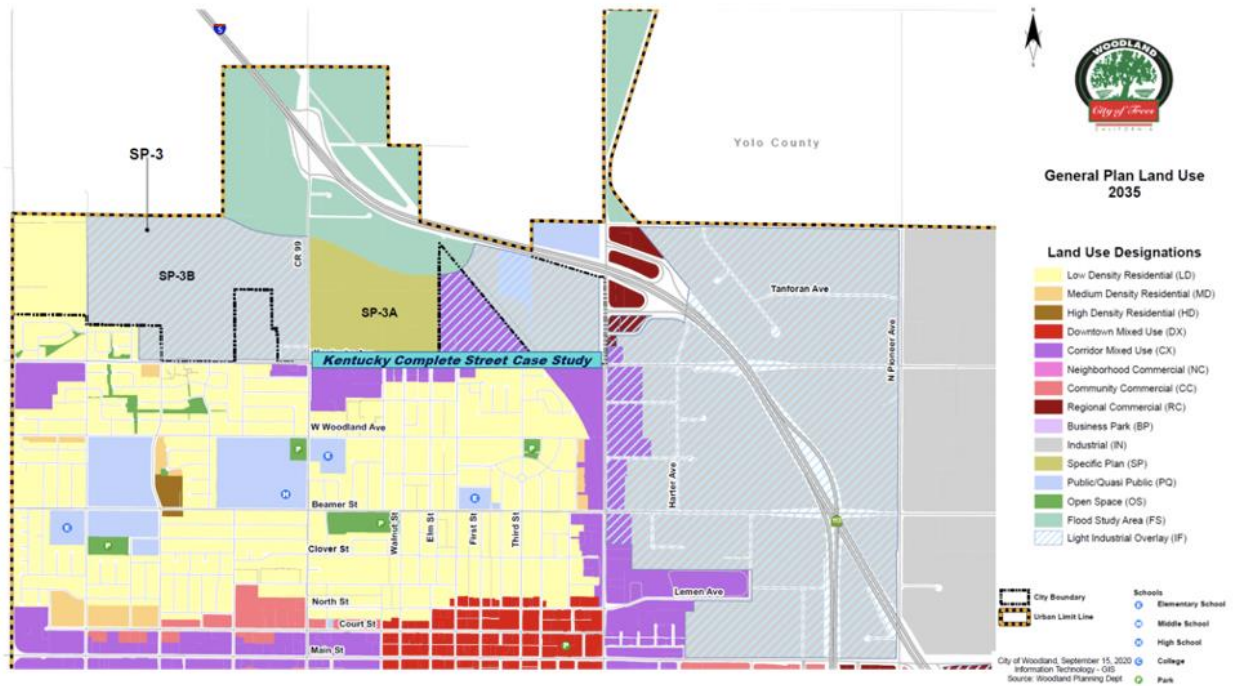 5
SP-3
SP-3B
CR 99
SP-3A
Yolo County
Tanforan Ave
N Pioneer Ave
Kentucky Complete Street Case Study
W Woodland Ave
Harter Ave
Beamer St
Walnut St
Elm St
First St
Third St
Clover St
North St
Court St
Main St
Lemen Ave
P
E
P
M
E
E
P
P
P
WOODLAND
City of Trees
CALIFORNIA
General Plan Land Use
2035
Land Use Designations
Low Density Residential (LD)
Medium Density Residential (MD)
High Density Residential (HD)
Downtown Mixed Use (DX)
Corridor Mixed Use (CX)
Neighborhood Commercial (NC)
Community Commercial (CC)
Regional Commercial (RC)
Business Park (BP)
Industrial (IN)
Specific Plan (SP)
Public/Quasi Public (PQ)
Open Space (OS)
Flood Study Area (FS)
Light Industrial Overlay (IF)
City Boundary
Urban Limit Line
Schools
E Elementary School
M Middle School
H High School
C College
P Park
City of Woodland, September 15, 2020
Information Technology - GIS
Source: Woodland Planning Dept